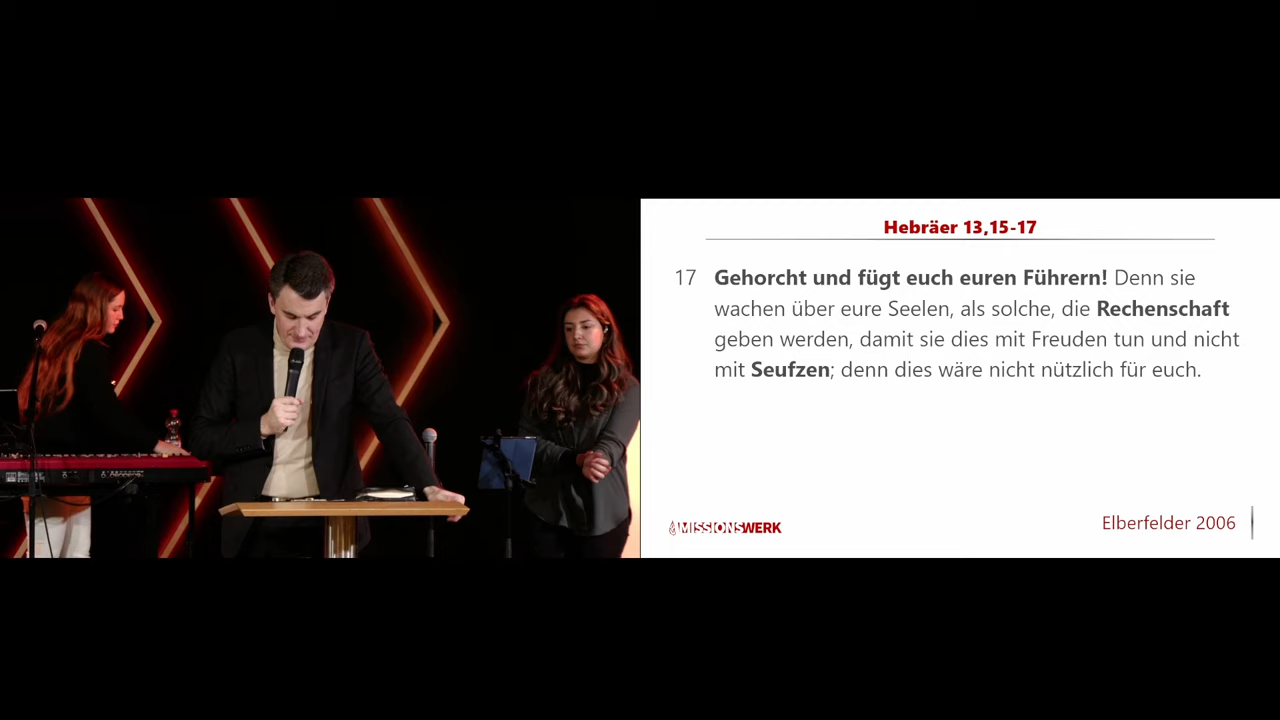 Hebräer 13,15-17
17 Gehorcht und fügt euch euren Führern! Denn sie
wachen über eure Seelen, als solche, die Rechenschaft
geben werden, damit sie dies mit Freuden tun und nicht
mit Seufzen; denn dies wäre nicht nützlich für euch.
MISSIONSWERK
Elberfelder 2006